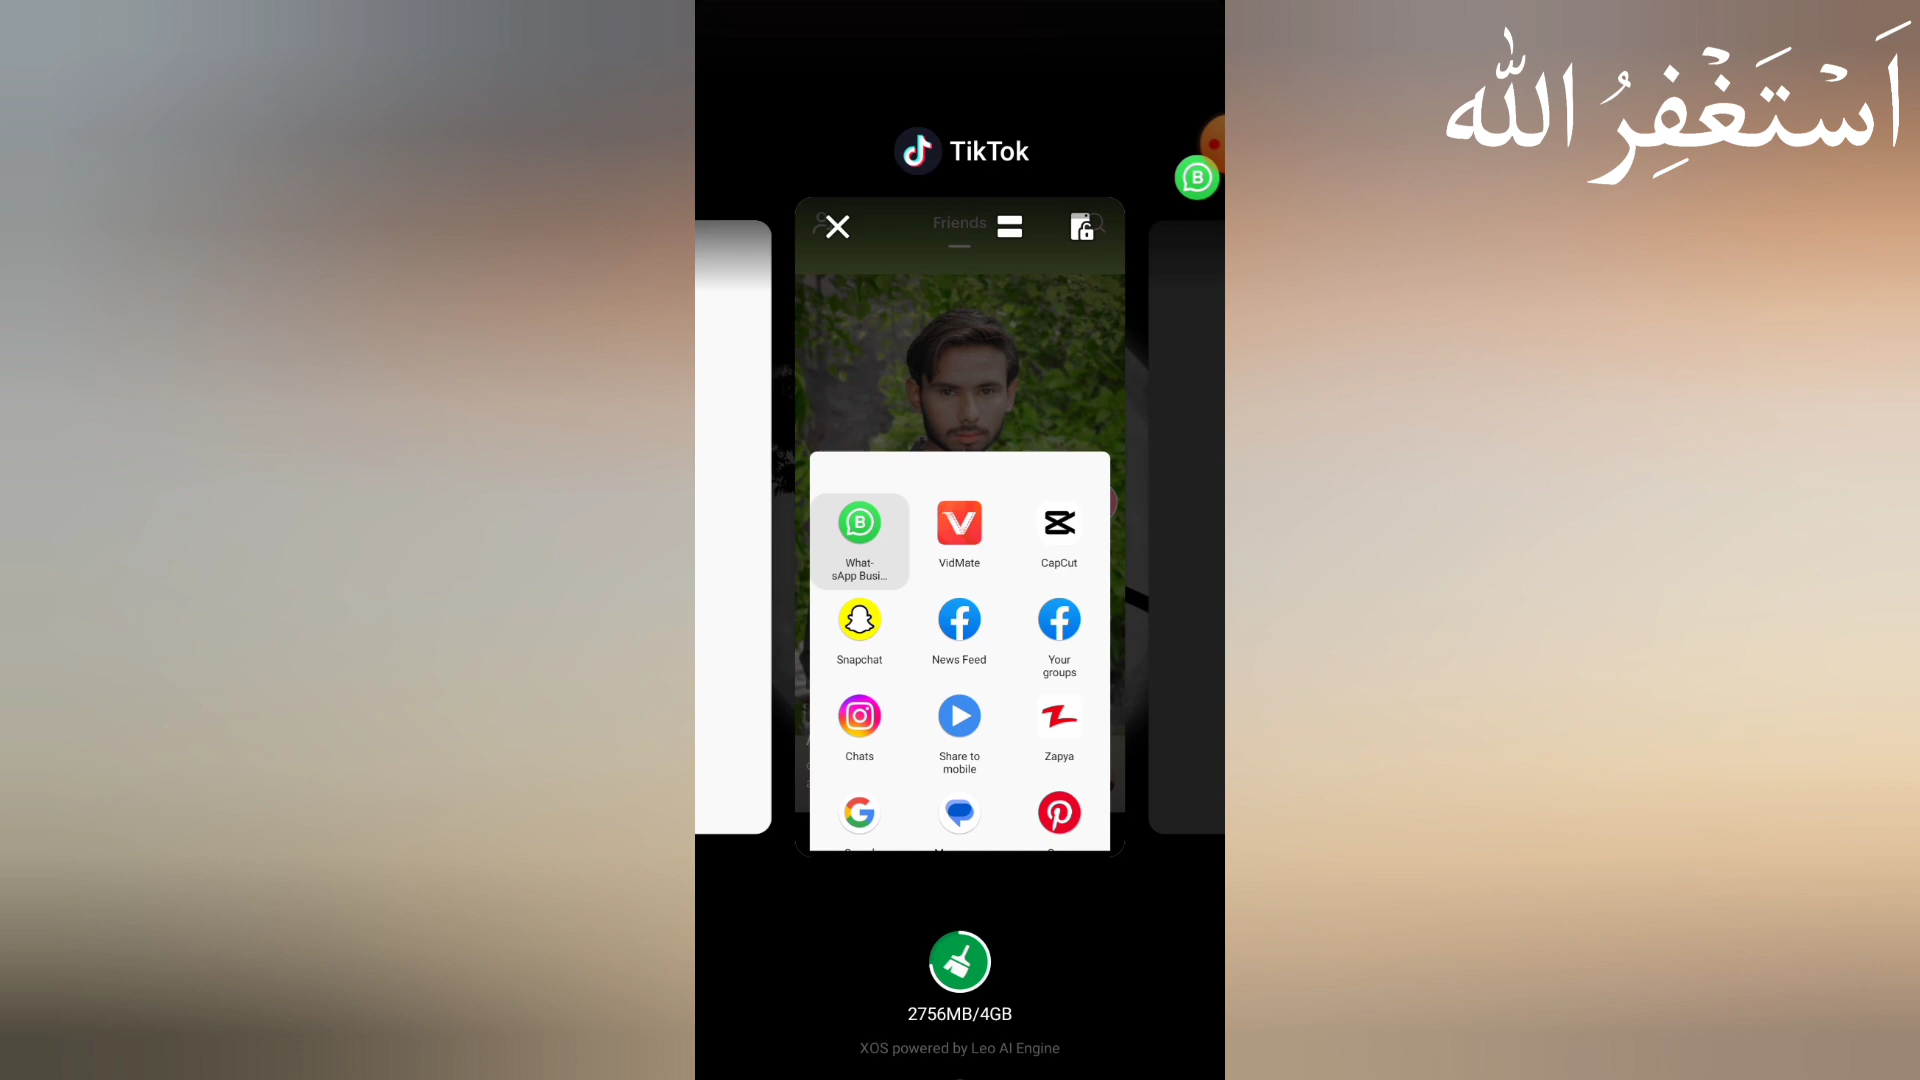 اَسْتَغْفِرُ اللّٰه
TikTok
Friends
What-
sApp Busi...
VidMate
CapCut
Snapchat
News Feed
Your
groups
Chats
Share to
mobile
Zapya
2756MB/4GB
XOS powered by Leo AI Engine